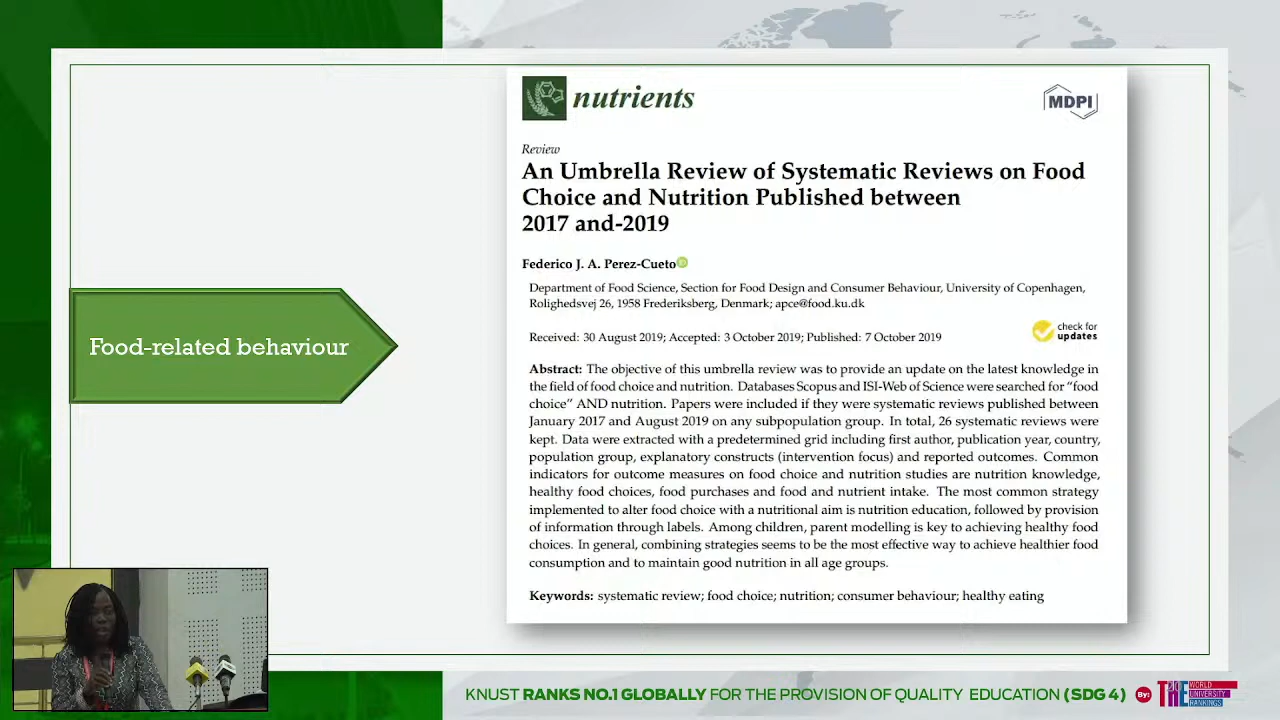 nutrients
MDPI
Review
An Umbrella Review of Systematic Reviews on Food
Choice and Nutrition Published between
2017 and-2019
Federico J. A. Perez-Cueto
Department of Food Science, Section for Food Design and Consumer Behaviour, University of Copenhagen,
Rolighedsvej 26, 1958 Frederiksberg, Denmark; apce@food.ku.dk
Received: 30 August 2019; Accepted: 3 October 2019; Published: 7 October 2019
check for
updates
Abstract: The objective of this umbrella review was to provide an update on the latest knowledge in
the field of food choice and nutrition. Databases Scopus and ISI-Web of Science were searched for “food
choice” AND nutrition. Papers were included if they were systematic reviews published between
January 2017 and August 2019 on any subpopulation group. In total, 26 systematic reviews were
kept. Data were extracted with a predetermined grid including first author, publication year, country,
population group, explanatory constructs (intervention focus) and reported outcomes. Common
indicators for outcome measures on food choice and nutrition studies are nutrition knowledge,
healthy food choices, food purchases and food and nutrient intake. The most common strategy
implemented to alter food choice with a nutritional aim is nutrition education, followed by provision
of information through labels. Among children, parent modelling is key to achieving healthy food
choices. In general, combining strategies seems to be the most effective way to achieve healthier food
consumption and to maintain good nutrition in all age groups.
Keywords: systematic review; food choice; nutrition; consumer behaviour; healthy eating
Food-related behaviour
KNUST RANKS NO.1 GLOBALLY FOR THE PROVISION OF QUALITY EDUCATION (SDG 4) By: THE WORLD
UNIVERSITY
RANKINGS